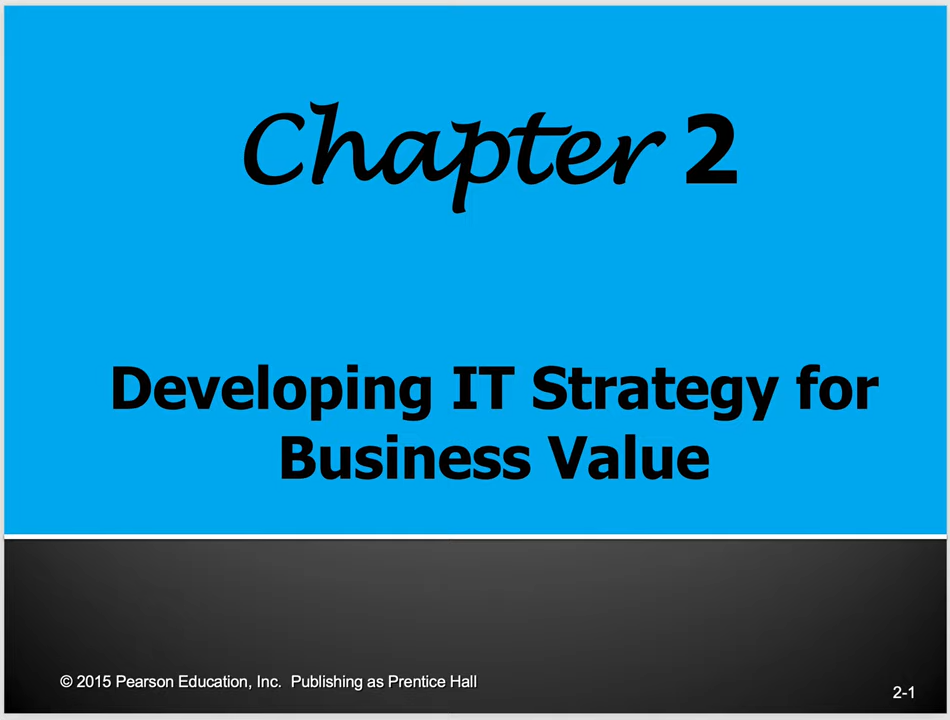 Chapter 2
Developing IT Strategy for
Business Value
© 2015 Pearson Education, Inc. Publishing as Prentice Hall
2-1